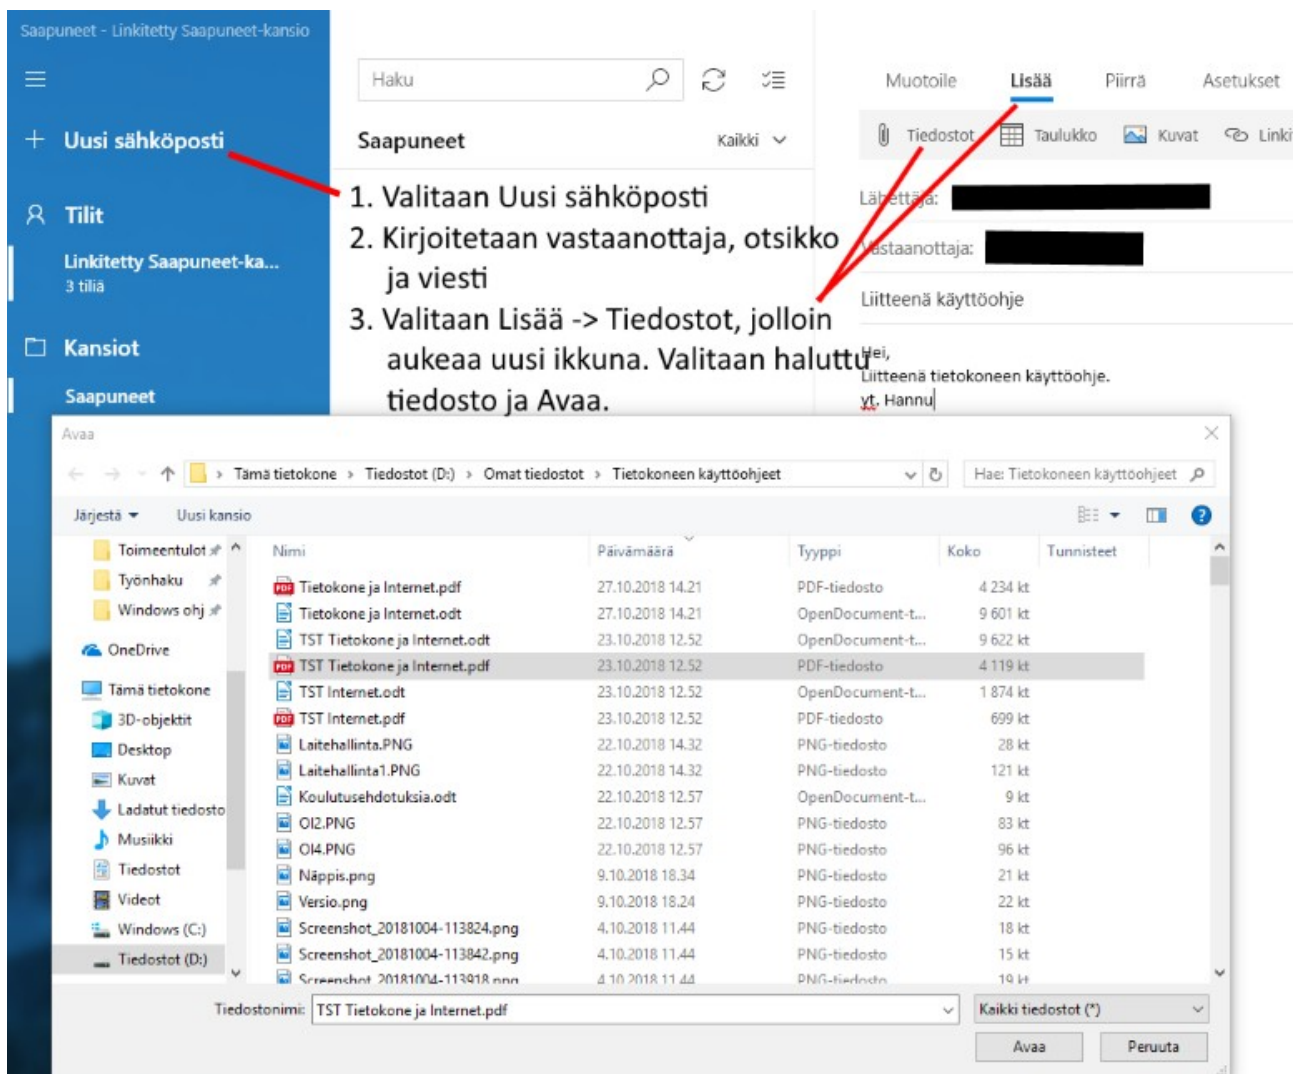 Saapuneet - Linkitetty Saapuneet-kansio
Uusi sähköposti
Tilit
Linkitetty Saapuneet-ka...
3 tiliä
Kansiot
Saapuneet
Haku
Saapuneet
Kaikki
1. Valitaan Uusi sähköposti
2. Kirjoitetaan vastaanottaja, otsikko
ja viesti
3. Valitaan Lisää -> Tiedostot, jolloin
aukeaa uusi ikkuna. Valitaan haluttu
tiedosto ja Avaa.
Muotoile Lisää Piirrä Asetukset
Tiedostot Taulukko Kuvat Linki
Lähettäjä:
Vastaanottaja:
Liitteenä käyttöohje
Hei,
Liitteenä tietokoneen käyttöohje.
yt. Hannu
Avaa
Tämä tietokone > Tiedostot (D:) > Omat tiedostot > Tietokoneen käyttöohjeet
Hae: Tietokoneen käyttöohjeet
Järjestä Uusi kansio
Toimeentulot
Työnhaku
Windows ohj
OneDrive
Tämä tietokone
3D-objektit
Desktop
Kuvat
Ladatut tiedosto
Musiikki
Tiedostot
Videot
Windows (C:)
Tiedostot (D:)
Nimi Päivämäärä Tyyppi Koko Tunnisteet
Tietokone ja Internet.pdf 27.10.2018 14.21 PDF-tiedosto 4 234 kt
Tietokone ja Internet.odt 27.10.2018 14.21 OpenDocument-t... 9 601 kt
TST Tietokone ja Internet.odt 23.10.2018 12.52 OpenDocument-t... 9 622 kt
TST Tietokone ja Internet.pdf 23.10.2018 12.52 PDF-tiedosto 4 119 kt
TST Internet.odt 23.10.2018 12.52 OpenDocument-t... 1 874 kt
TST Internet.pdf 23.10.2018 12.52 PDF-tiedosto 699 kt
Laitehallinta.PNG 22.10.2018 14.32 PNG-tiedosto 28 kt
Laitehallinta1.PNG 22.10.2018 14.32 PNG-tiedosto 121 kt
Koulutusehdotuksia.odt 22.10.2018 12.57 OpenDocument-t... 9 kt
OI2.PNG 22.10.2018 12.57 PNG-tiedosto 83 kt
OI4.PNG 22.10.2018 12.57 PNG-tiedosto 96 kt
Näppis.png 9.10.2018 18.34 PNG-tiedosto 21 kt
Versio.png 9.10.2018 18.24 PNG-tiedosto 22 kt
Screenshot_20181004-113824.png 4.10.2018 11.44 PNG-tiedosto 18 kt
Screenshot_20181004-113842.png 4.10.2018 11.44 PNG-tiedosto 15 kt
Screenshot_20181004-113918.png 4.10.2018 11.44 PNG-tiedosto 19 kt
Tiedostonimi: TST Tietokone ja Internet.pdf
Kaikki tiedostot (*)
Avaa Peruuta